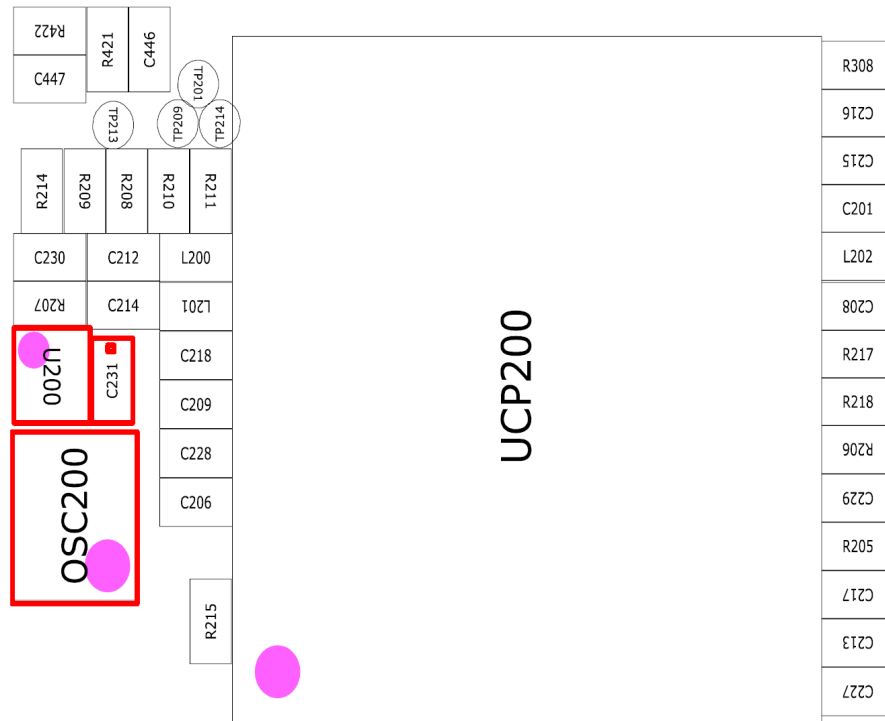 R422
C447
R421
C446
TP201
TP213
TP209
TP214
R214
R209
R208
R210
R211
C230
C212
L200
R207
C214
L201
U200
C231
C218
C209
C228
C206
OSC200
R215
UCP200
R308
C216
C215
C201
L202
C208
R217
R218
R206
C229
R205
C217
C213
C227